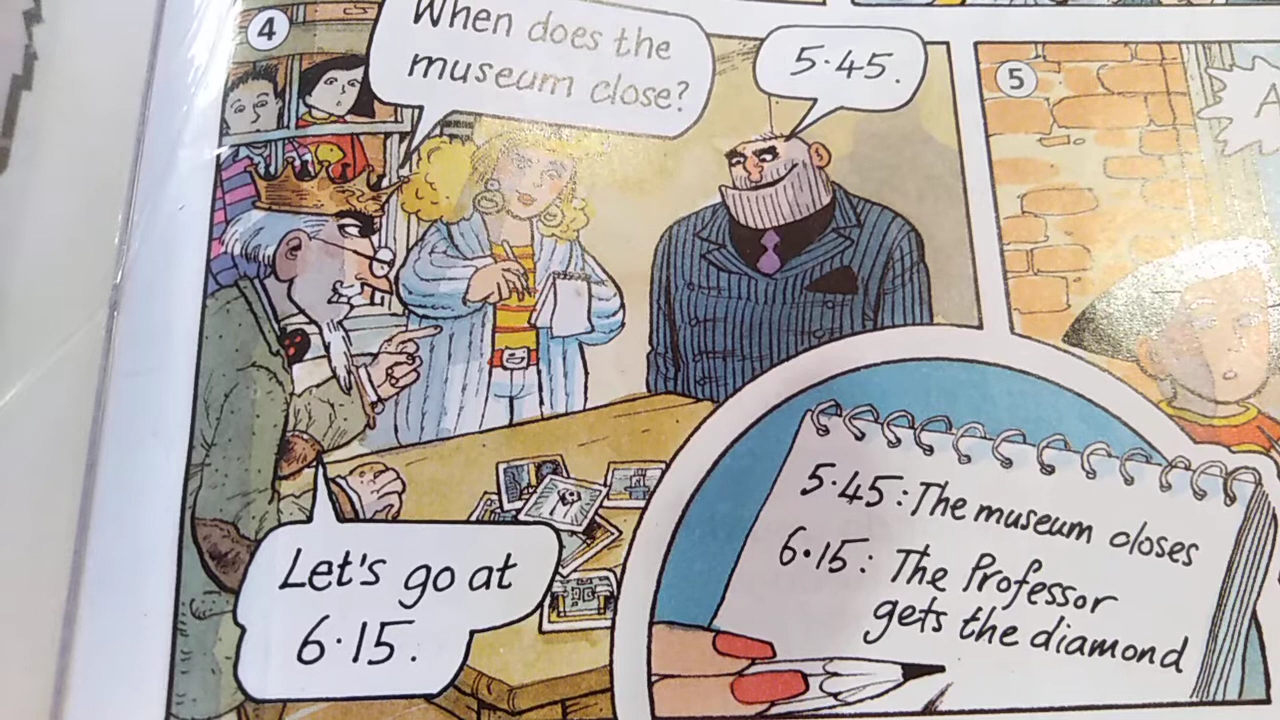 4
When does the
museum close?
5.45.
Let's go at
6.15.
5.45: The museum closes
6.15: The Professor
gets the diamond
5
A